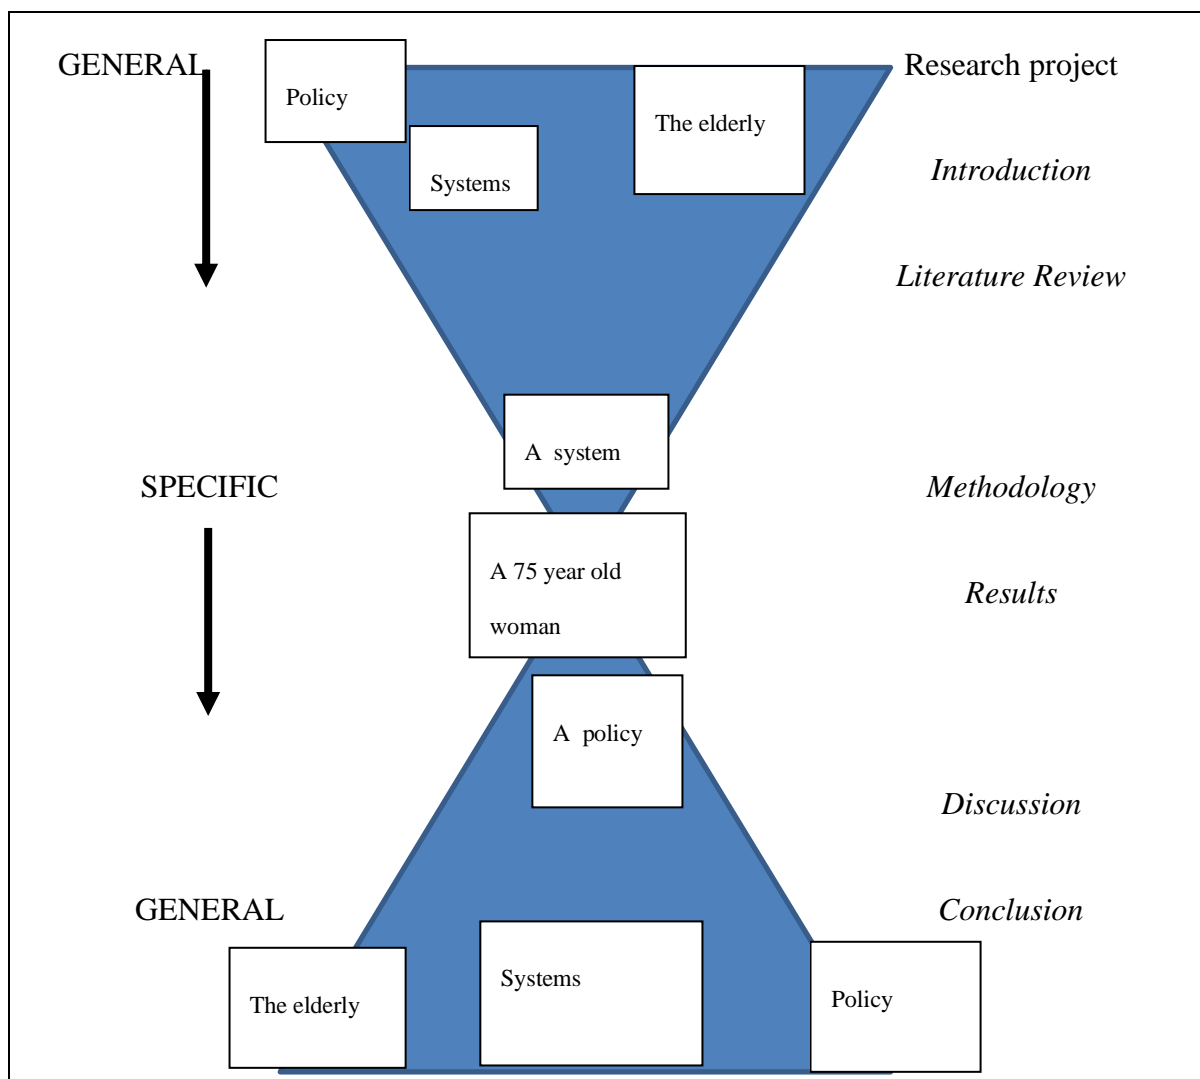 GENERAL
Policy
Systems
The elderly
Research project
Introduction
Literature Review
A system
SPECIFIC
Methodology
A 75 year old
woman
Results
A policy
Discussion
GENERAL
Conclusion
The elderly
Systems
Policy